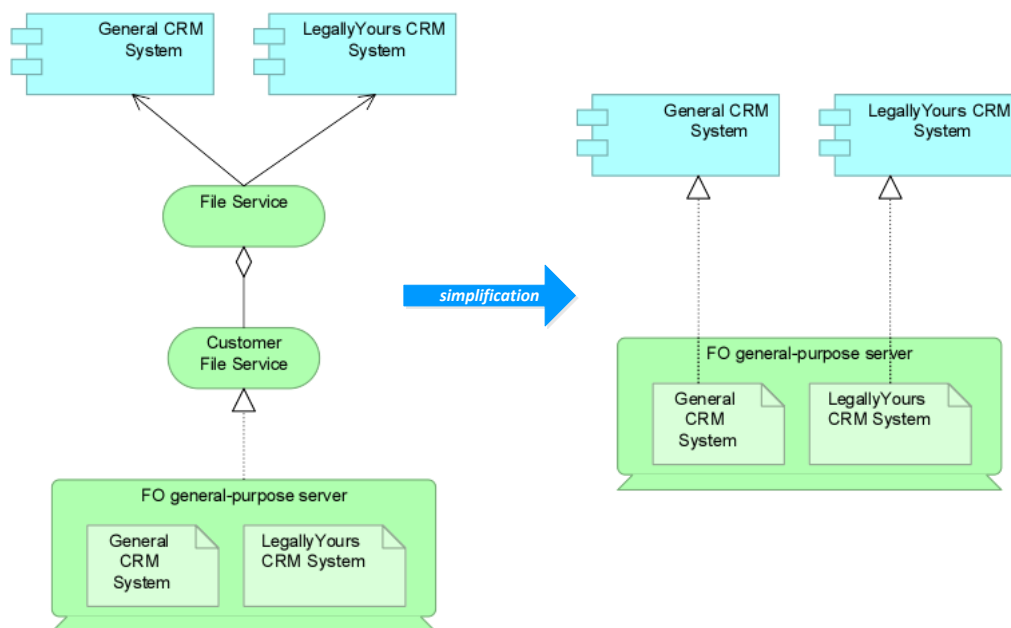 General CRM
System
LegallyYours CRM
System
File Service
Customer
File Service
FO general-purpose server
General
CRM
System
LegallyYours
CRM System
simplification
General CRM
System
LegallyYours CRM
System
FO general-purpose server
General
CRM
System
LegallyYours
CRM System